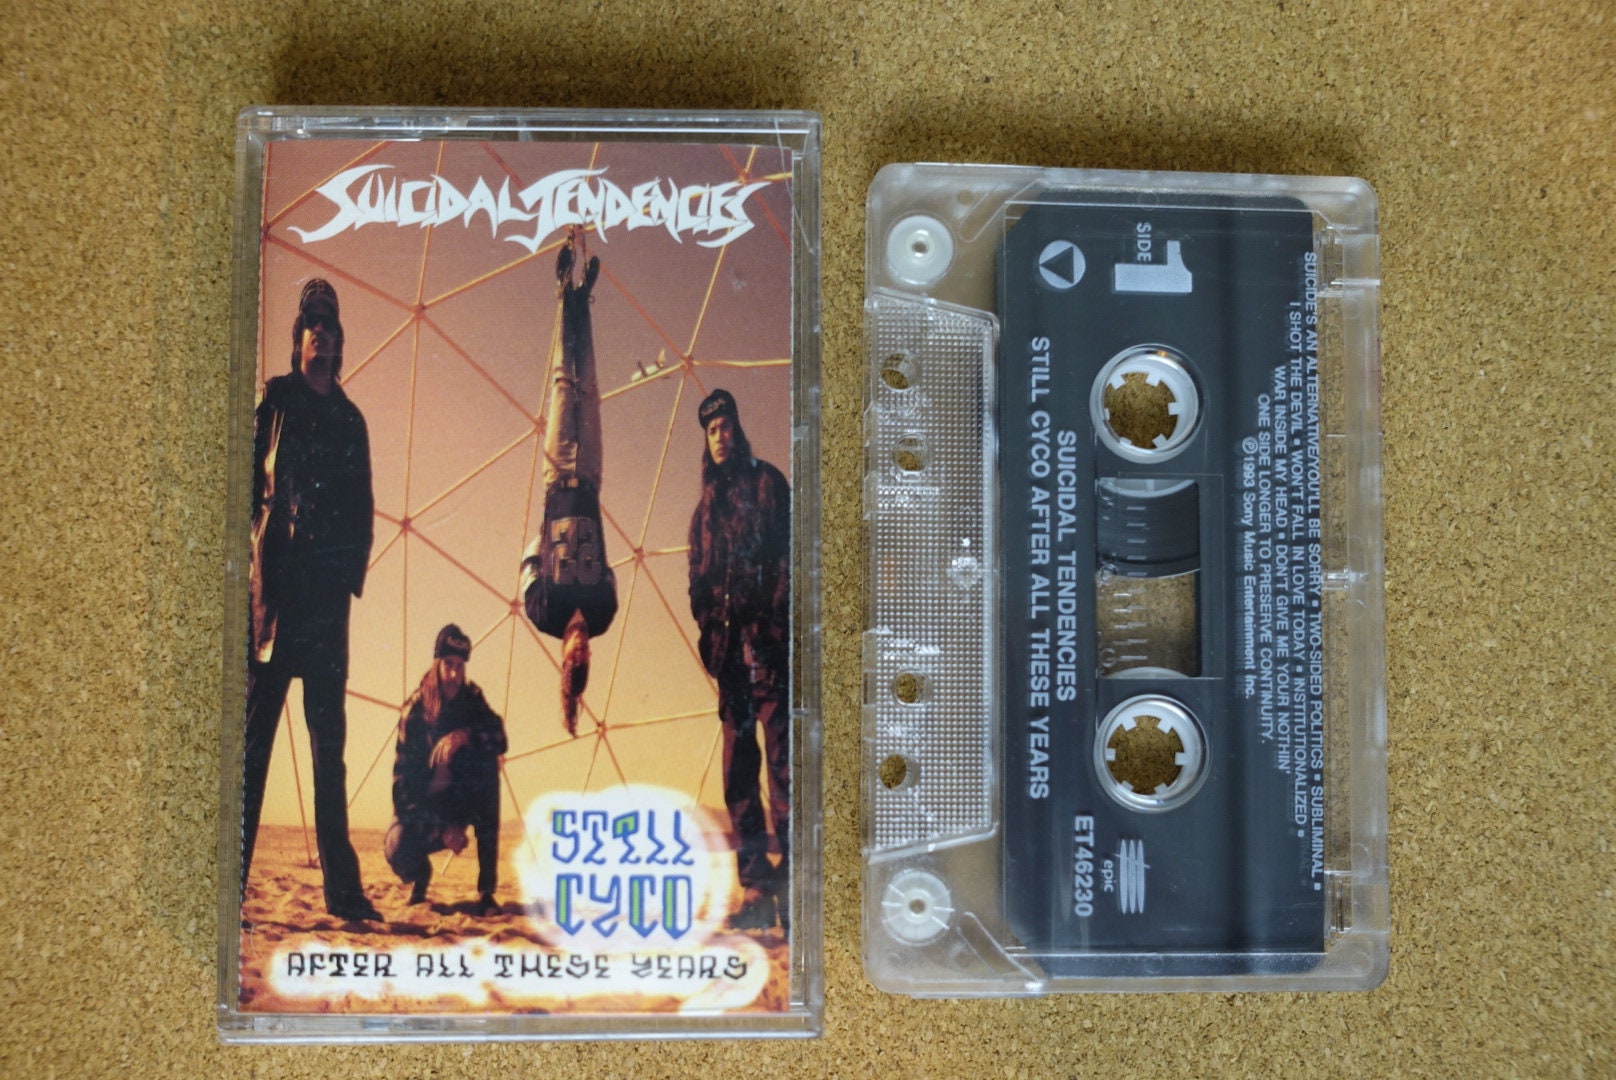 SUICIDAL TENDENCIES
22
STILL
CYCO
AFTER ALL THESE YEARS
SIDE 1
SUICIDE'S AN ALTERNATIVE/YOU'LL BE SORRY • TWO-SIDED POLITICS • SUBLIMINAL •
I SHOT THE DEVIL • WON'T FALL IN LOVE TODAY • INSTITUTIONALIZED •
WAR INSIDE MY HEAD • DON'T GIVE ME YOUR NOTHIN'
ONE SIDE LONGER TO PRESERVE CONTINUITY.
℗1993 Sony Music Entertainment Inc.
SUICIDAL TENDENCIES
STILL CYCO AFTER ALL THESE YEARS
epic
ET46230